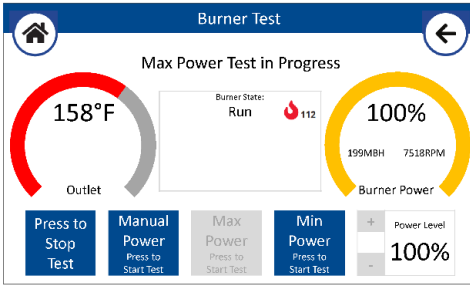 Burner Test
Max Power Test in Progress
158°F
Outlet
Burner State:
Run
112
100%
199MBH 7518RPM
Burner Power
Press to
Stop
Test
Manual
Power
Press to
Start Test
Max
Power
Press to
Start Test
Min
Power
Press to
Start Test
+
-
Power Level
100%